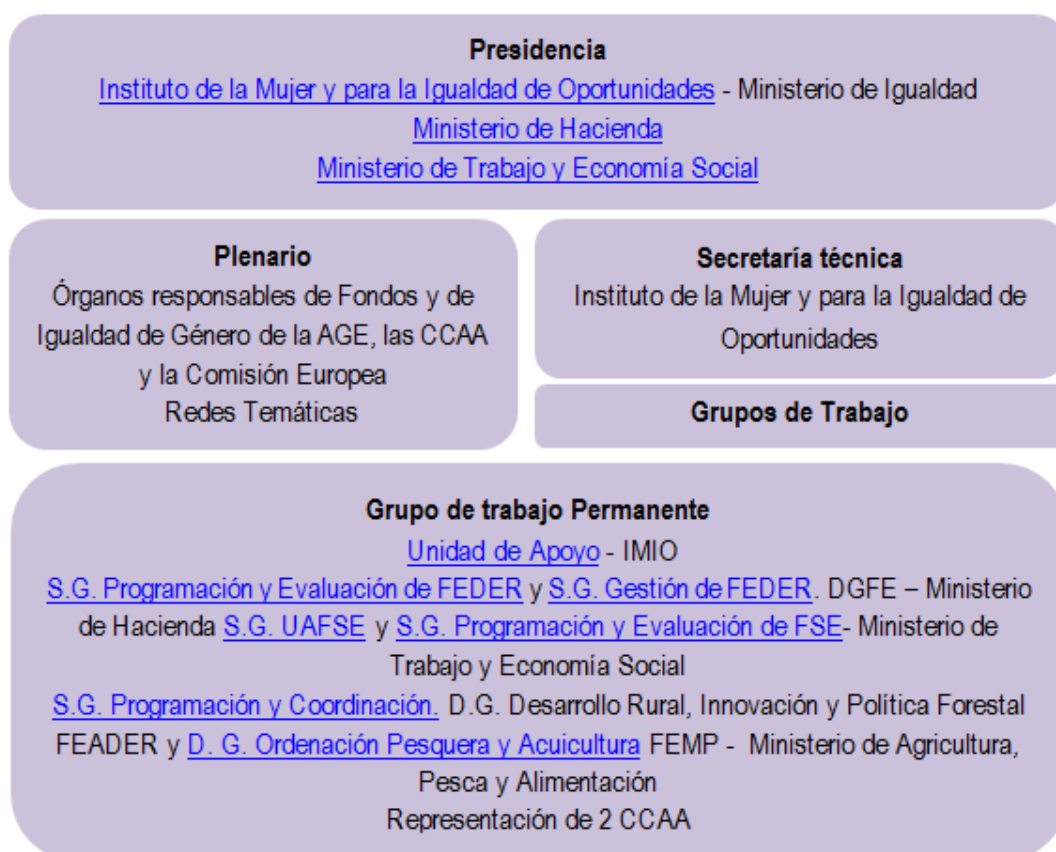 Presidencia
Instituto de la Mujer y para la Igualdad de Oportunidades - Ministerio de Igualdad
Ministerio de Hacienda
Ministerio de Trabajo y Economía Social
Plenario
Órganos responsables de Fondos y de
Igualdad de Género de la AGE, las CCAA
y la Comisión Europea
Redes Temáticas
Secretaría técnica
Instituto de la Mujer y para la Igualdad de
Oportunidades
Grupos de Trabajo
Grupo de trabajo Permanente
Unidad de Apoyo - IMIO
S.G. Programación y Evaluación de FEDER y S.G. Gestión de FEDER. DGFE – Ministerio
de Hacienda S.G. UAFSE y S.G. Programación y Evaluación de FSE- Ministerio de
Trabajo y Economía Social
S.G. Programación y Coordinación. D.G. Desarrollo Rural, Innovación y Política Forestal
FEADER y D. G. Ordenación Pesquera y Acuicultura FEMP - Ministerio de Agricultura,
Pesca y Alimentación
Representación de 2 CCAA